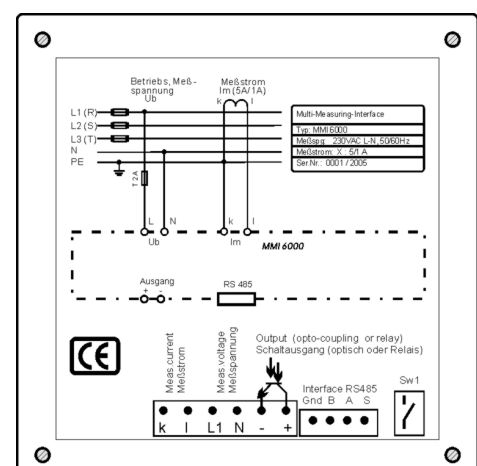 Betriebs, Meß-
spannung
Ub
Meßstrom
Im (5A/1A)
k l
L1 (R)
L2 (S)
L3 (T)
N
PE
T 2 A
Multi-Measuring-Interface
Typ: MMI 6000
Meßspg: 230VAC L-N, 50/60Hz
Meßstrom: X : 5/1 A
Ser.Nr.: 0001 / 2005
L N k l
Ub Im MMI 6000
Ausgang
+ -
RS 485
CE
Meas.current
Meßstrom
Meas.voltage
Meßspannung
Output (opto-coupling or relay)
Schaltausgang (optisch oder Relais)
Interface RS485
Gnd B A S
Sw1
k l L1 N - +